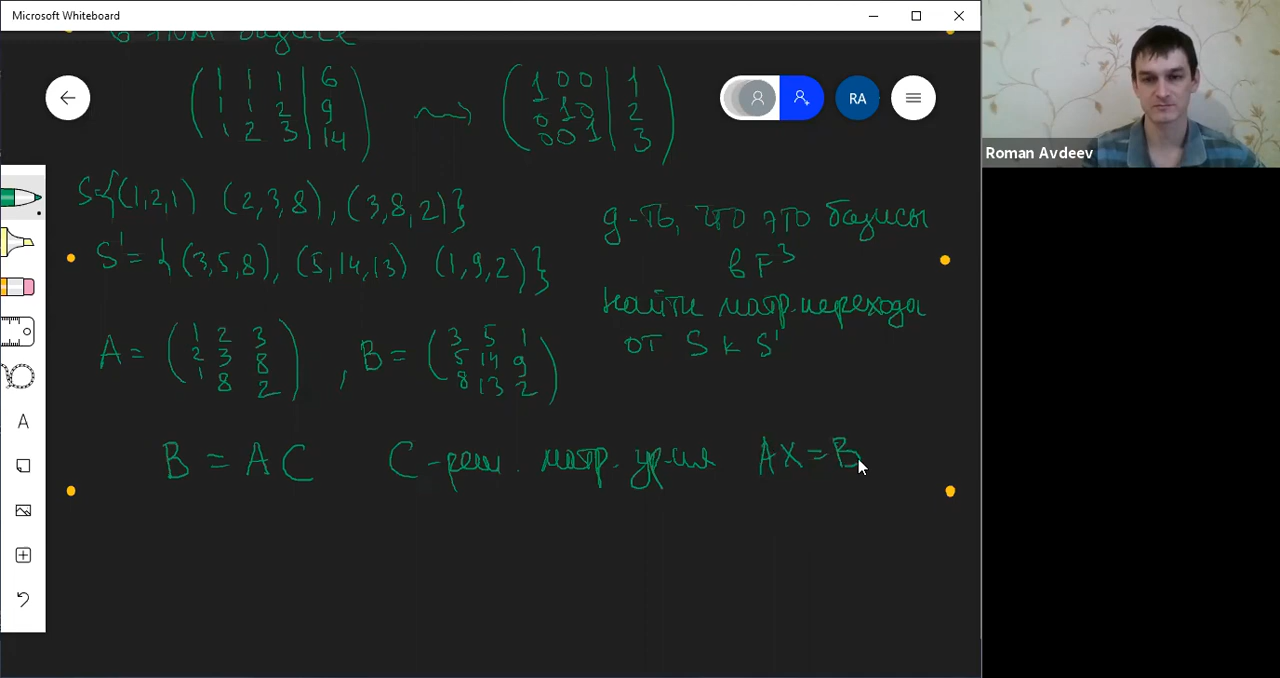 Microsoft Whiteboard
в этом базисе
( 1 1 1 | 6
1 1 2 | 9
1 2 3 | 14 ) ⇝ ( 1 0 0 | 1
0 1 0 | 2
0 0 1 | 3 )
RA
Roman Avdeev
S={(1,2,1) (2,3,8), (3,8,2)}
S' = {(3,5,8), (5,14,13) (1,9,2)}
д-ть, что это базисы
в F³
Найти матр. перехода
от S к S'
A = ( 1 2 3
2 3 8
1 8 2 ) , B = ( 3 5 1
5 14 9
8 13 2 )
B = AC C - реш. матр. ур-ия AX = B
A